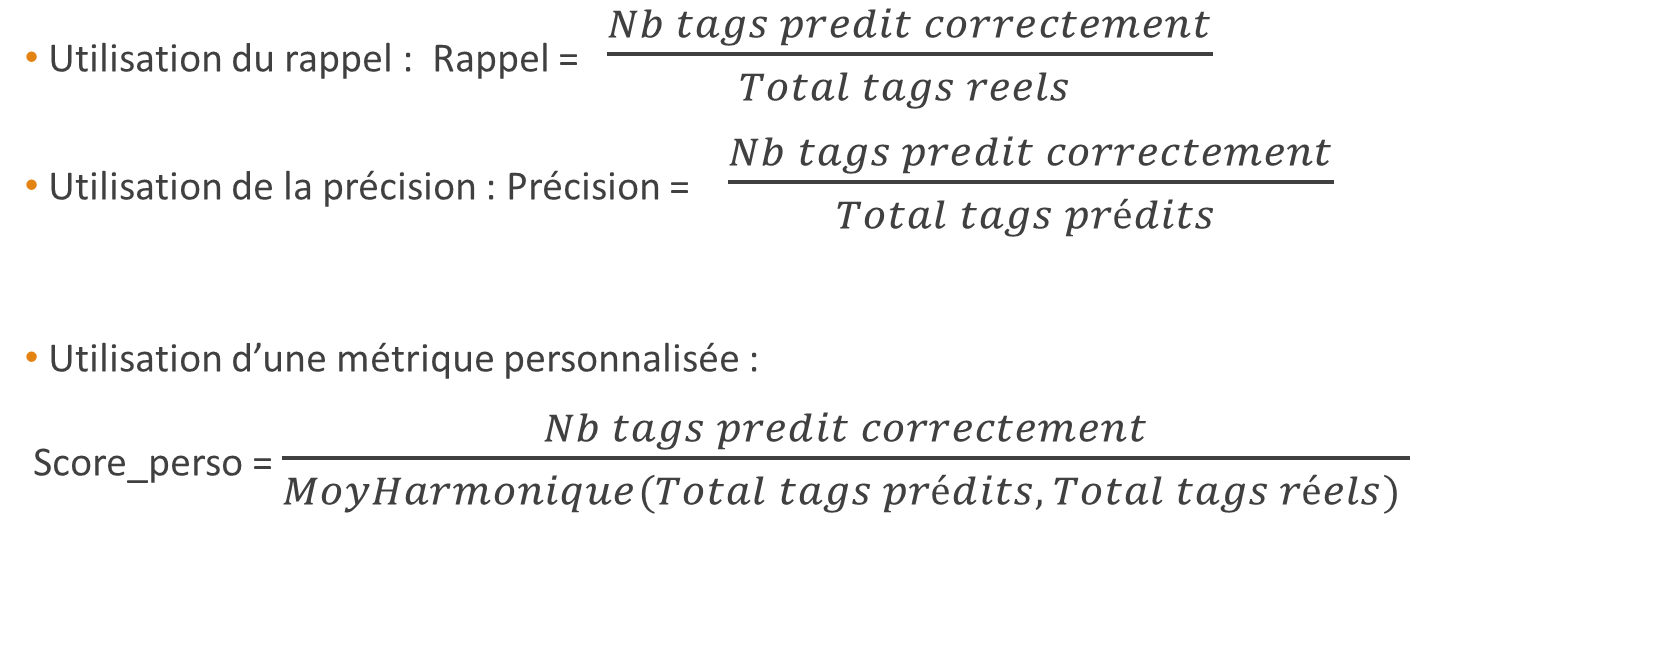 • Utilisation du rappel : Rappel = Nb tags predit correctement
Total tags reels
• Utilisation de la précision : Précision = Nb tags predit correctement
Total tags prédits
• Utilisation d’une métrique personnalisée :
Score_perso = Nb tags predit correctement
MoyHarmonique(Total tags prédits, Total tags réels)